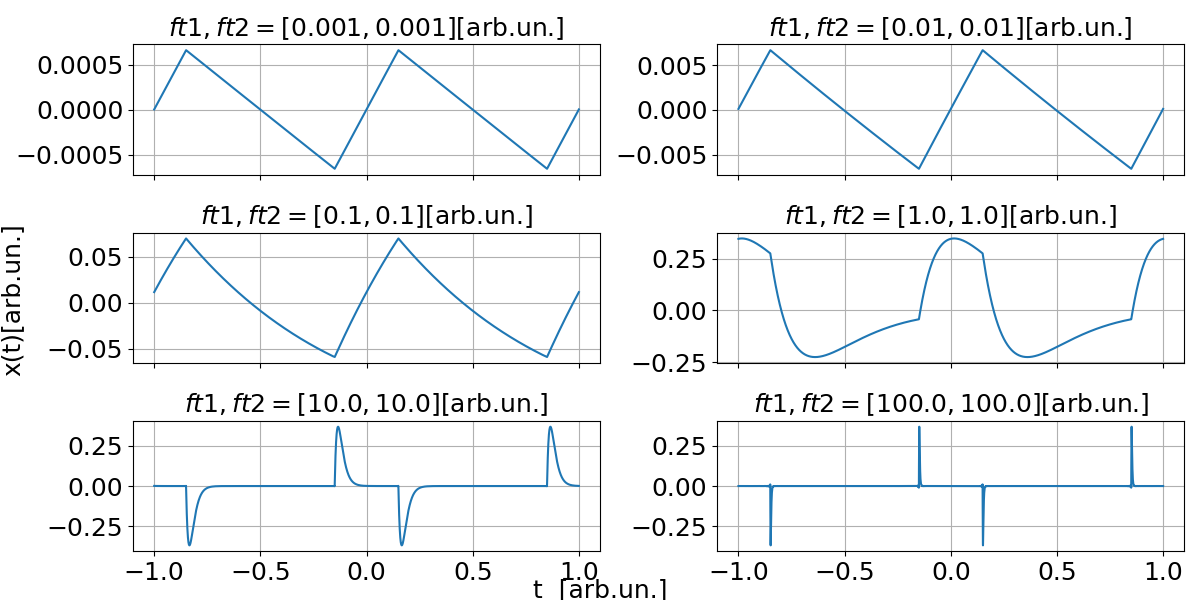 ft1, ft2 = [0.001, 0.001][arb.un.]
0.0005
0.0000
−0.0005
ft1, ft2 = [0.01, 0.01][arb.un.]
0.005
0.000
−0.005
ft1, ft2 = [0.1, 0.1][arb.un.]
0.05
0.00
−0.05
ft1, ft2 = [1.0, 1.0][arb.un.]
0.25
0.00
−0.25
x(t)[arb.un.]
ft1, ft2 = [10.0, 10.0][arb.un.]
0.25
0.00
−0.25
−1.0 −0.5 0.0 0.5 1.0
ft1, ft2 = [100.0, 100.0][arb.un.]
0.25
0.00
−0.25
−1.0 −0.5 0.0 0.5 1.0
t [arb.un.]